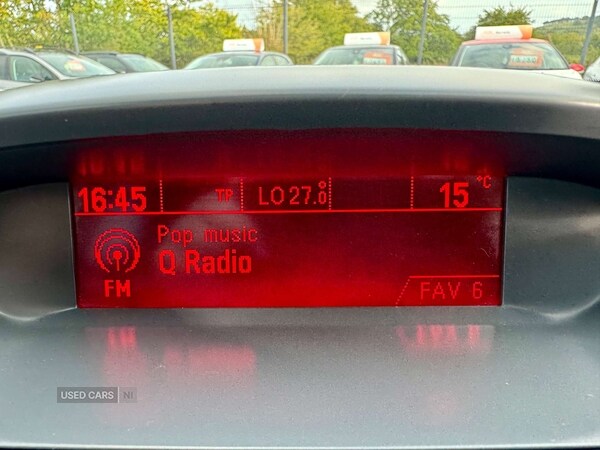 16:45 TP LO 27.0° 15 °C
Pop music
Q Radio
FM
FAV 6
USED CARS NI